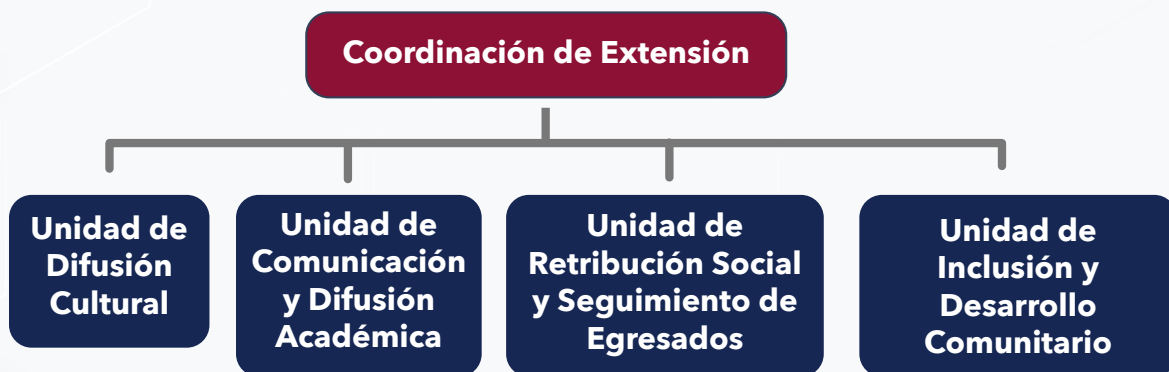 Coordinación de Extensión
Unidad de
Difusión
Cultural
Unidad de
Comunicación
y Difusión
Académica
Unidad de
Retribución Social
y Seguimiento de
Egresados
Unidad de
Inclusión y
Desarrollo
Comunitario